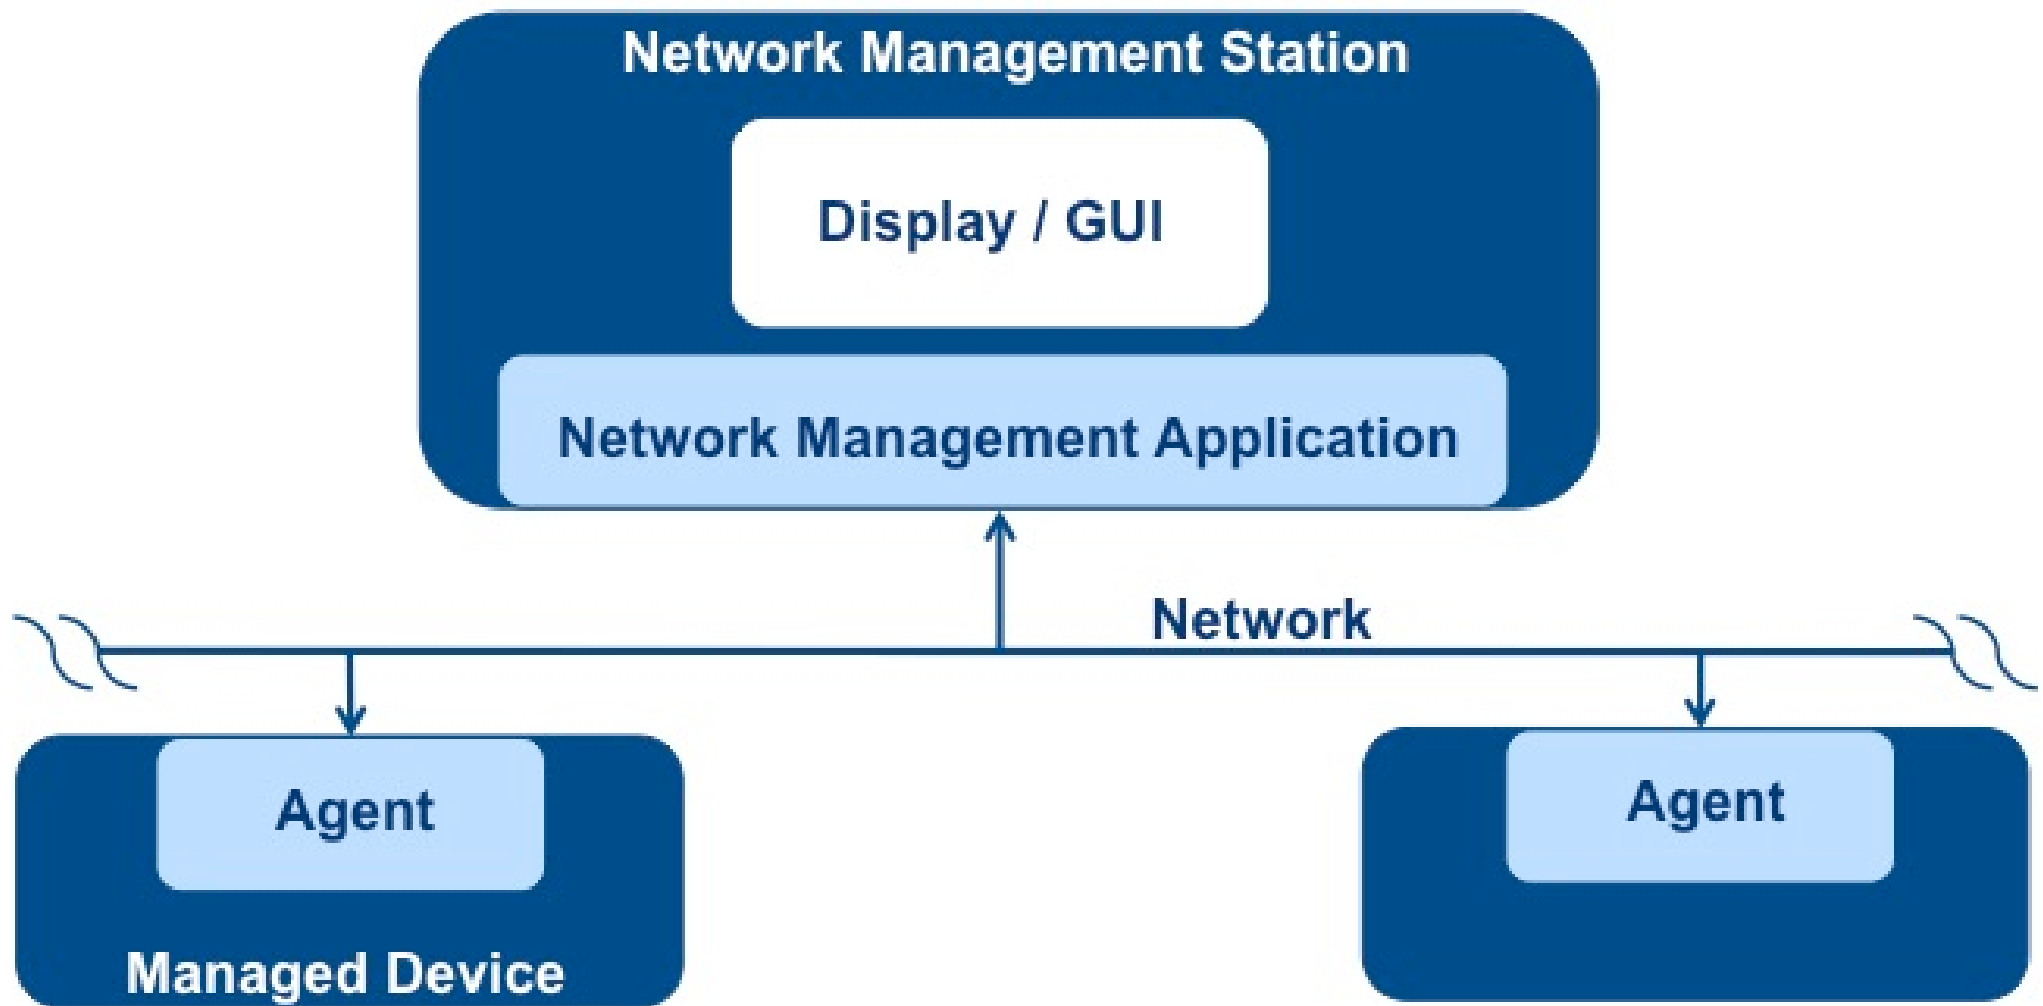 Network Management Station
Display / GUI
Network Management Application
Network
Agent
Agent
Managed Device